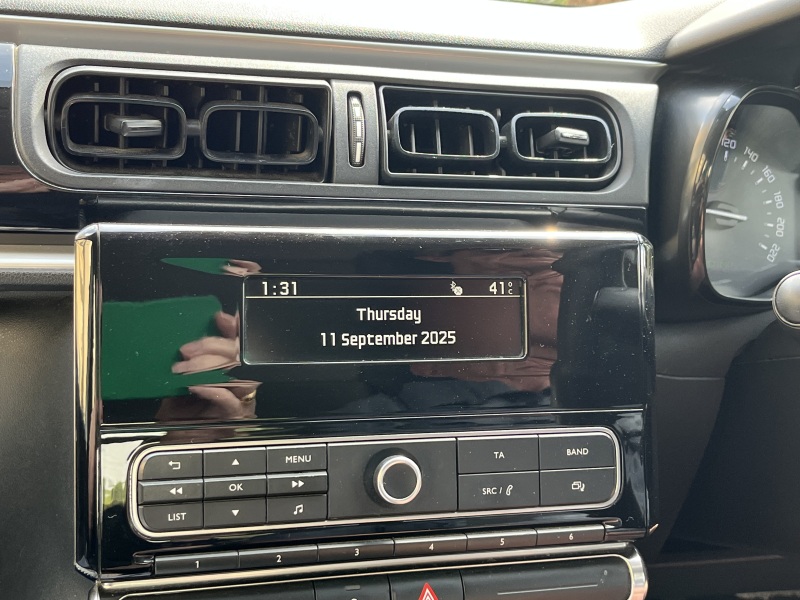 120
140
160
180
200
220
1:31 41°C
Thursday
11 September 2025
MENU
TA
BAND
OK
SRC /
LIST
1 2 3 4 5 6